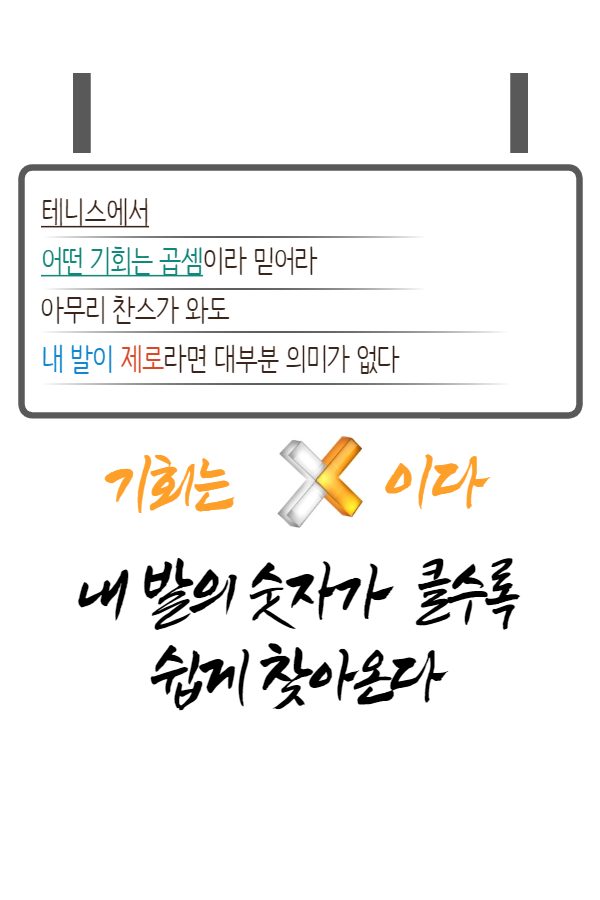 테니스에서
어떤 기회는 곱셈이라 믿어라
아무리 찬스가 와도
내 발이 제로라면 대부분 의미가 없다
기회는 X 이다
내 발의 숫자가 클수록
쉽게 찾아온다